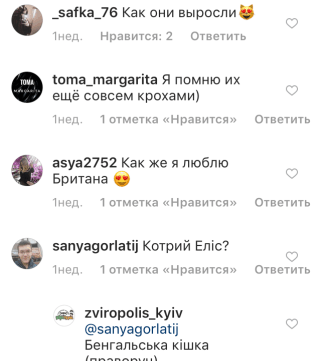 _safka_76 Как они выросли😻
1нед. Нравится: 2 Ответить
TOMA
toma_margarita Я помню их
ещё совсем крохами)
1нед. 1 отметка «Нравится» Ответить
asya2752 Как же я люблю
Британа 😍
1нед. 1 отметка «Нравится» Ответить
sanyagorlatij Котрий Еліс?
1нед. 1 отметка «Нравится» Ответить
zviropolis_kyiv
@sanyagorlatij
Бенгальська кішка
(праворуч)